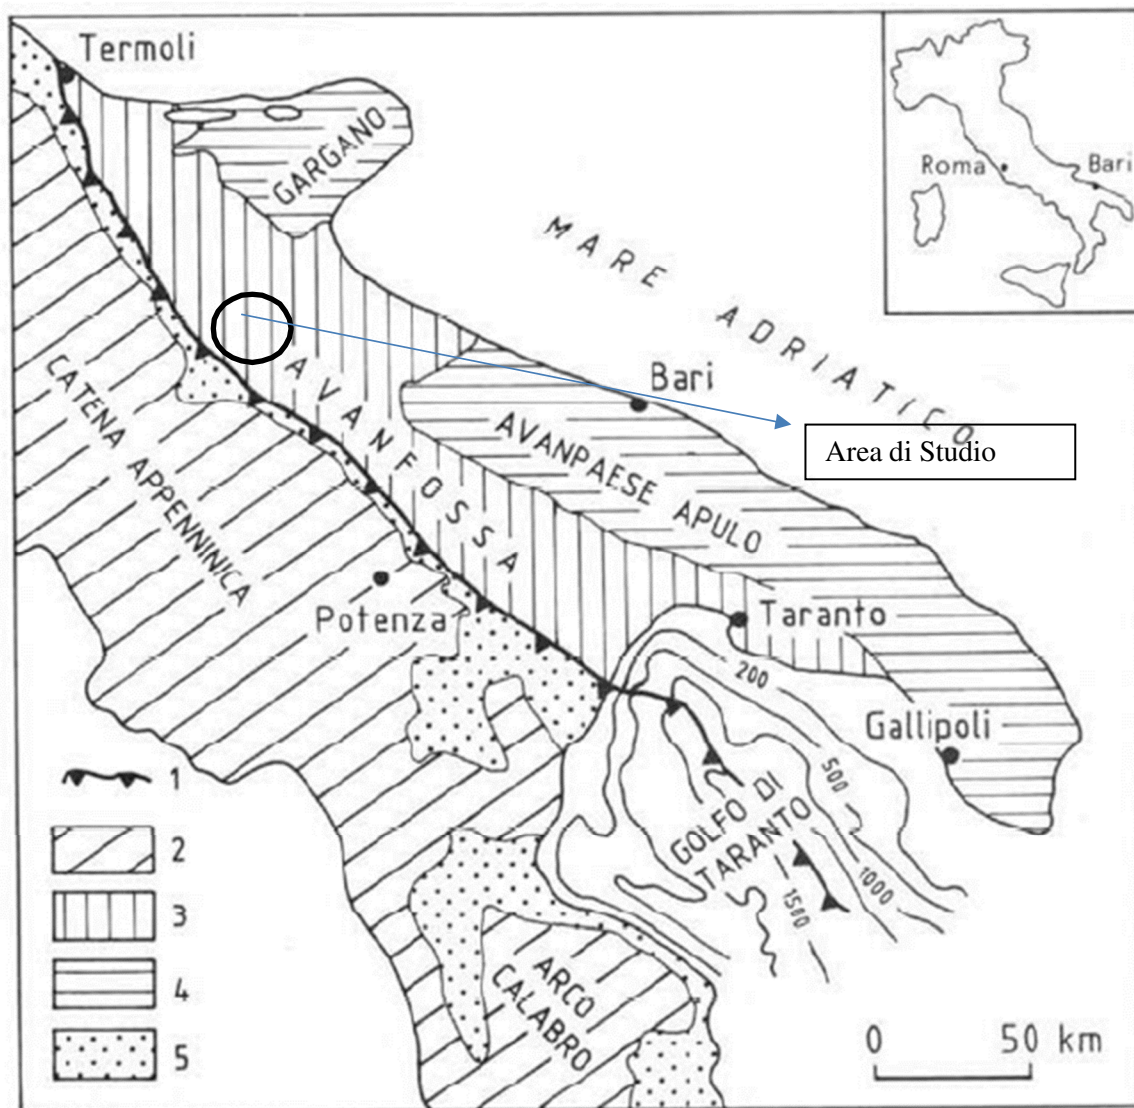 Termoli
GARGANO
Roma
Bari
MARE ADRIATICO
Bari
CATENA APPENNINICA
AVANFOSSA
AVANPAESE APULO
Area di Studio
Potenza
Taranto
200
Gallipoli
500
GOLFO DI
TARANTO
1000
1500
1
2
3
4
5
ARCO
CALABRO
0 50 km